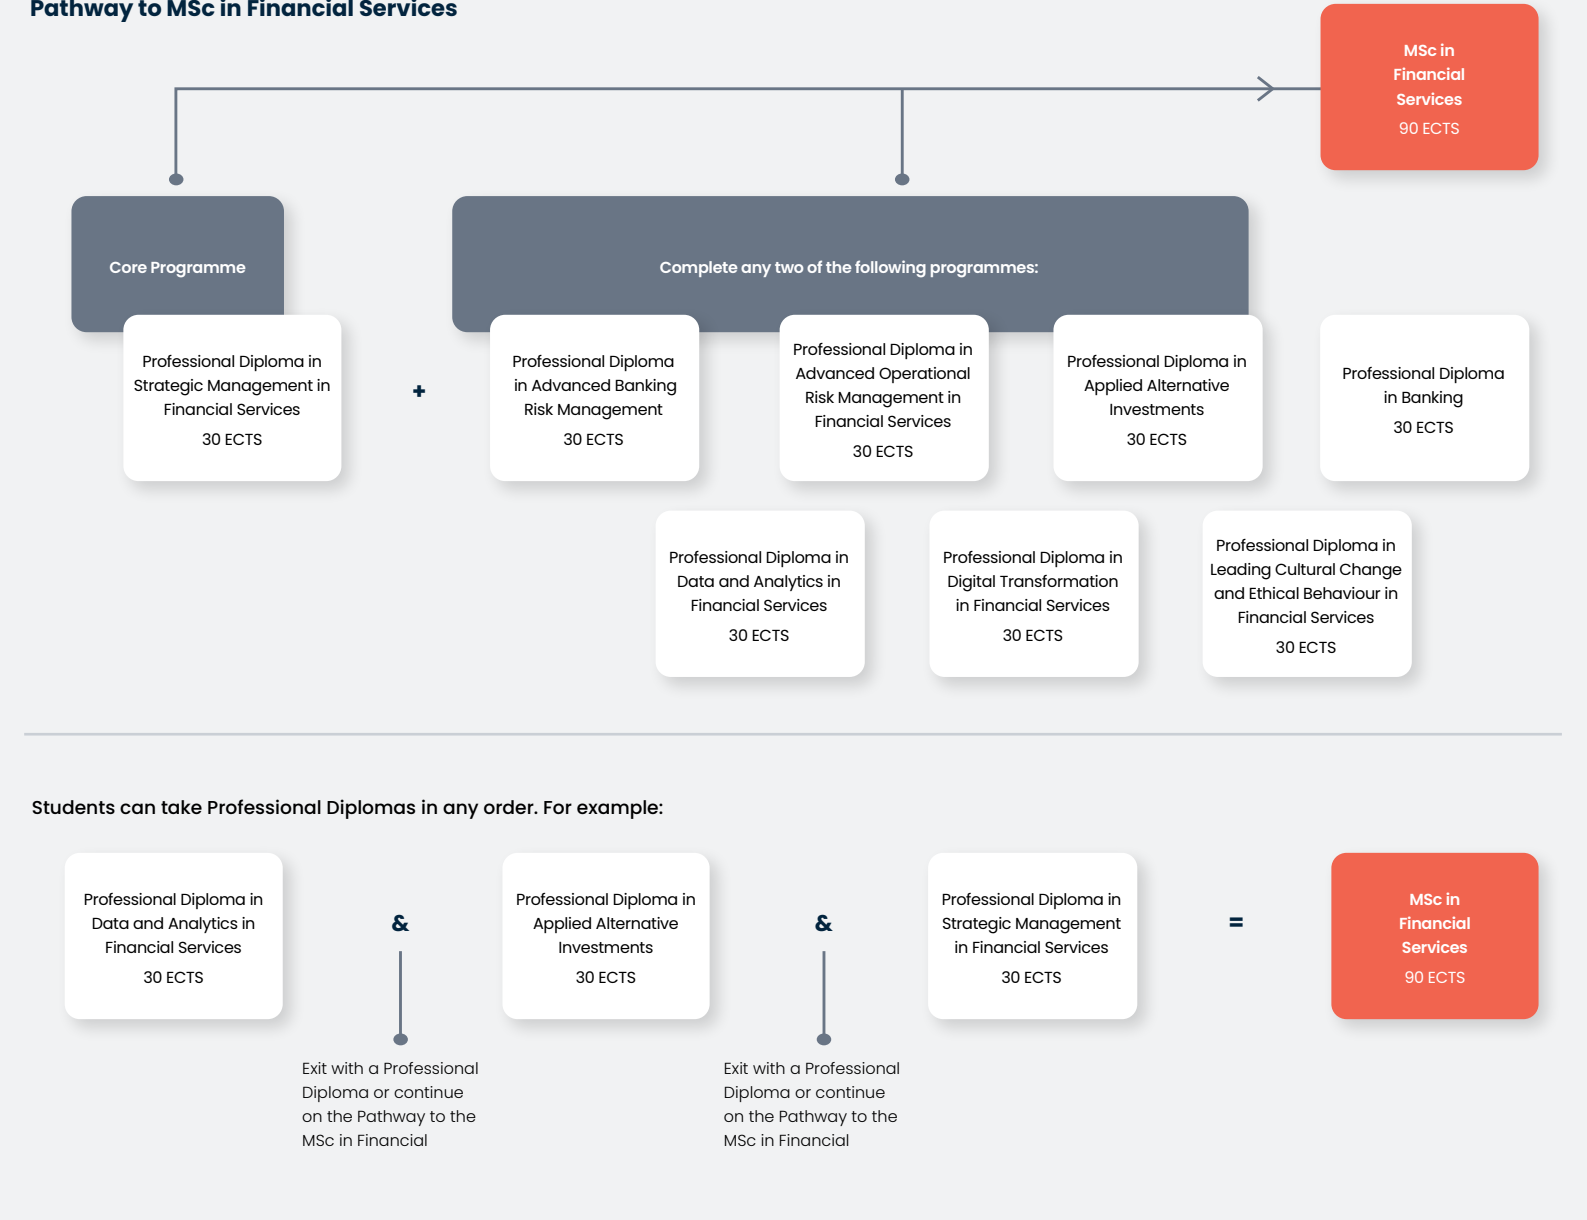 Pathway to MSc in Financial Services
MSc in
Financial
Services
90 ECTS
Core Programme
Complete any two of the following programmes:
Professional Diploma in
Strategic Management in
Financial Services
30 ECTS
+
Professional Diploma
in Advanced Banking
Risk Management
30 ECTS
Professional Diploma in
Advanced Operational
Risk Management in
Financial Services
30 ECTS
Professional Diploma in
Applied Alternative
Investments
30 ECTS
Professional Diploma
in Banking
30 ECTS
Professional Diploma in
Data and Analytics in
Financial Services
30 ECTS
Professional Diploma in
Digital Transformation
in Financial Services
30 ECTS
Professional Diploma in
Leading Cultural Change
and Ethical Behaviour in
Financial Services
30 ECTS
Students can take Professional Diplomas in any order. For example:
Professional Diploma in
Data and Analytics in
Financial Services
30 ECTS
&
Professional Diploma in
Applied Alternative
Investments
30 ECTS
&
Professional Diploma in
Strategic Management
in Financial Services
30 ECTS
=
MSc in
Financial
Services
90 ECTS
Exit with a Professional
Diploma or continue
on the Pathway to the
MSc in Financial
Exit with a Professional
Diploma or continue
on the Pathway to the
MSc in Financial